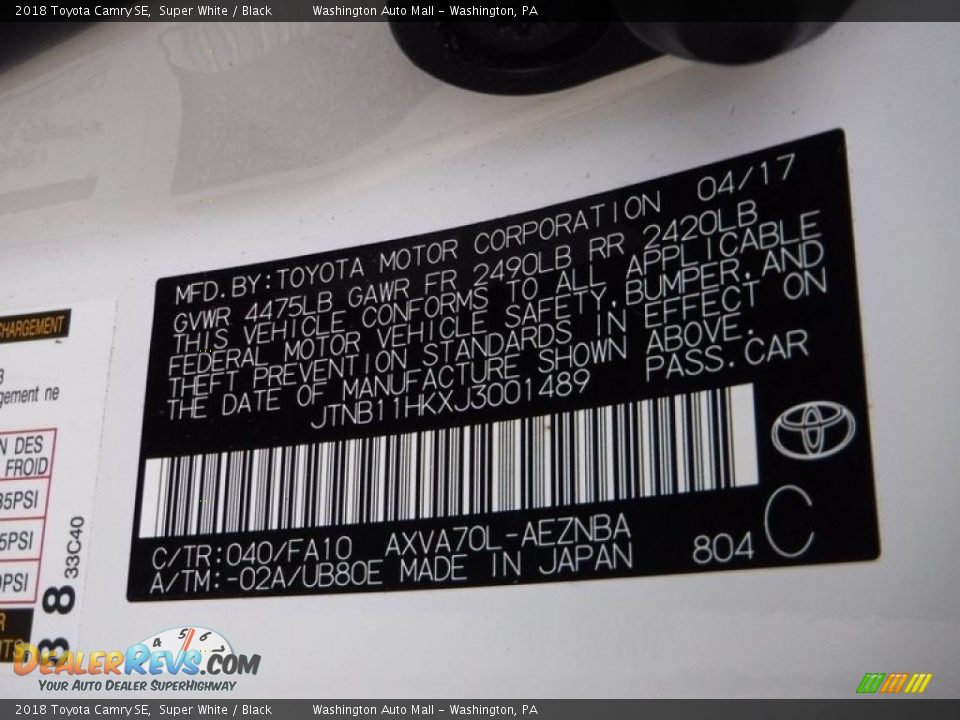 2018 Toyota Camry SE, Super White / Black Washington Auto Mall - Washington, PA
MFD.BY:TOYOTA MOTOR CORPORATION 04/17
GVWR 4475LB GAWR FR 2490LB RR 2420LB
THIS VEHICLE CONFORMS TO ALL APPLICABLE
FEDERAL MOTOR VEHICLE SAFETY,BUMPER,AND
THEFT PREVENTION STANDARDS IN EFFECT ON
THE DATE OF MANUFACTURE SHOWN ABOVE.
JTNB11HKXJ3001489 PASS.CAR
C/TR:040/FA10 AXVA70L-AEZNBA
A/TM:-02A/UB80E MADE IN JAPAN 804 C
CHARGEMENT
ne
DES
FROID
35PSI
33C40
DEALERREVS.COM
YOUR AUTO DEALER SUPERHIGHWAY
2018 Toyota Camry SE, Super White / Black Washington Auto Mall - Washington, PA